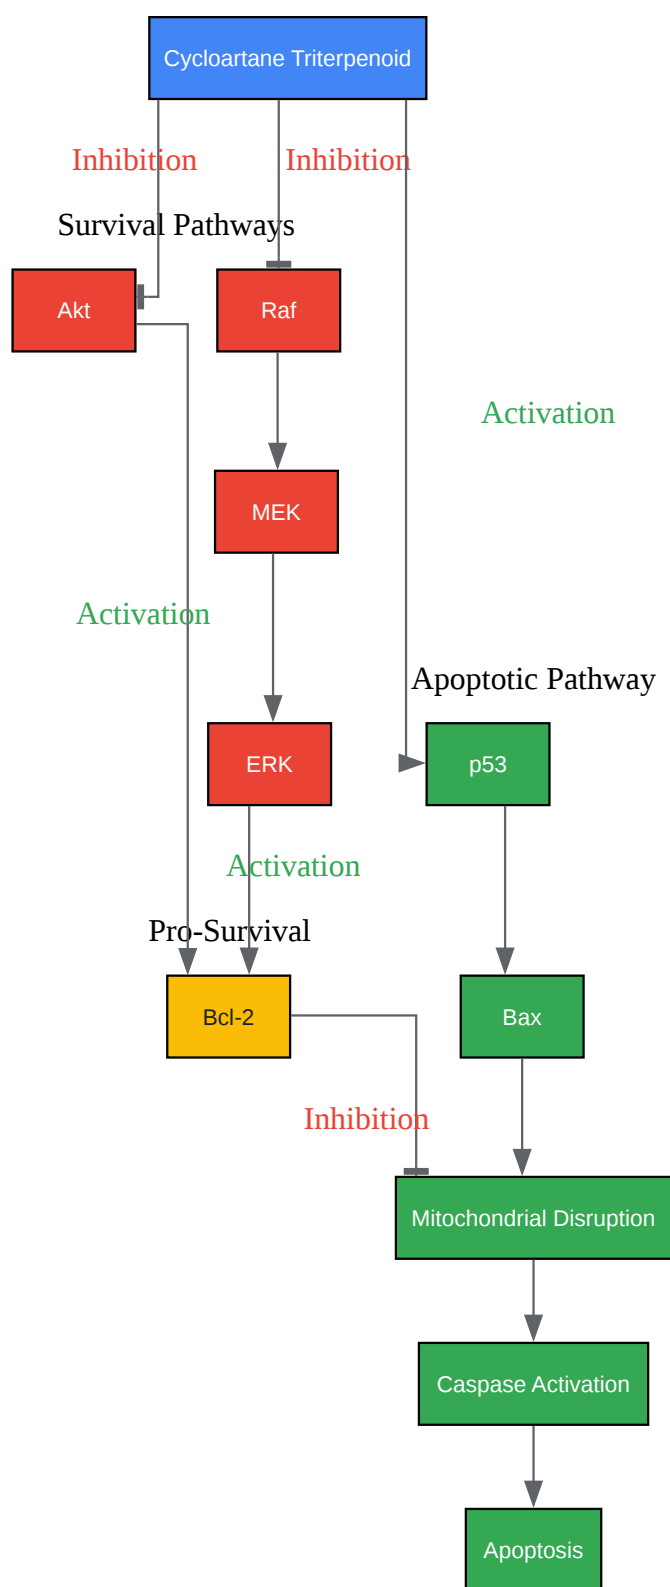 Cycloartane Triterpenoid
Inhibition
Inhibition
Survival Pathways
Akt
Raf
Activation
MEK
Activation
Apoptotic Pathway
ERK
p53
Activation
Pro-Survival
Bcl-2
Bax
Inhibition
Mitochondrial Disruption
Caspase Activation
Apoptosis